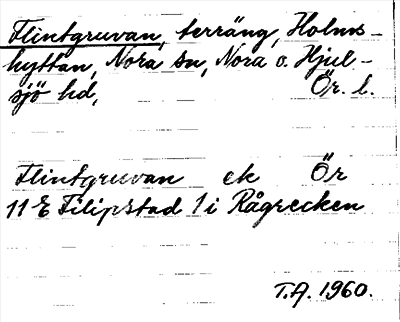 Flintgruvan, terräng, Holms-
hyttan, Nora sn, Nora o. Hjul-
sjö hd, Ör. l.
Flintgruvan ek Ör
11 E Filipstad 1 i Rågrecken
T.A. 1960.